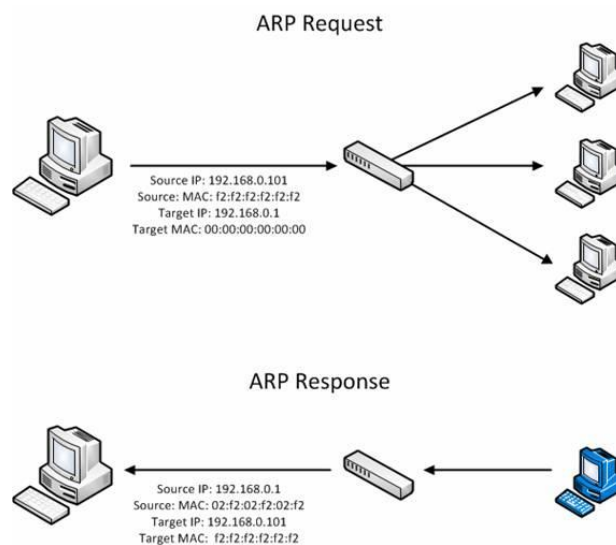 ARP Request
Source IP: 192.168.0.101
Source: MAC: f2:f2:f2:f2:f2:f2
Target IP: 192.168.0.1
Target MAC: 00:00:00:00:00:00
ARP Response
Source IP: 192.168.0.1
Source: MAC: 02:f2:02:f2:02:f2
Target IP: 192.168.0.101
Target MAC: f2:f2:f2:f2:f2:f2